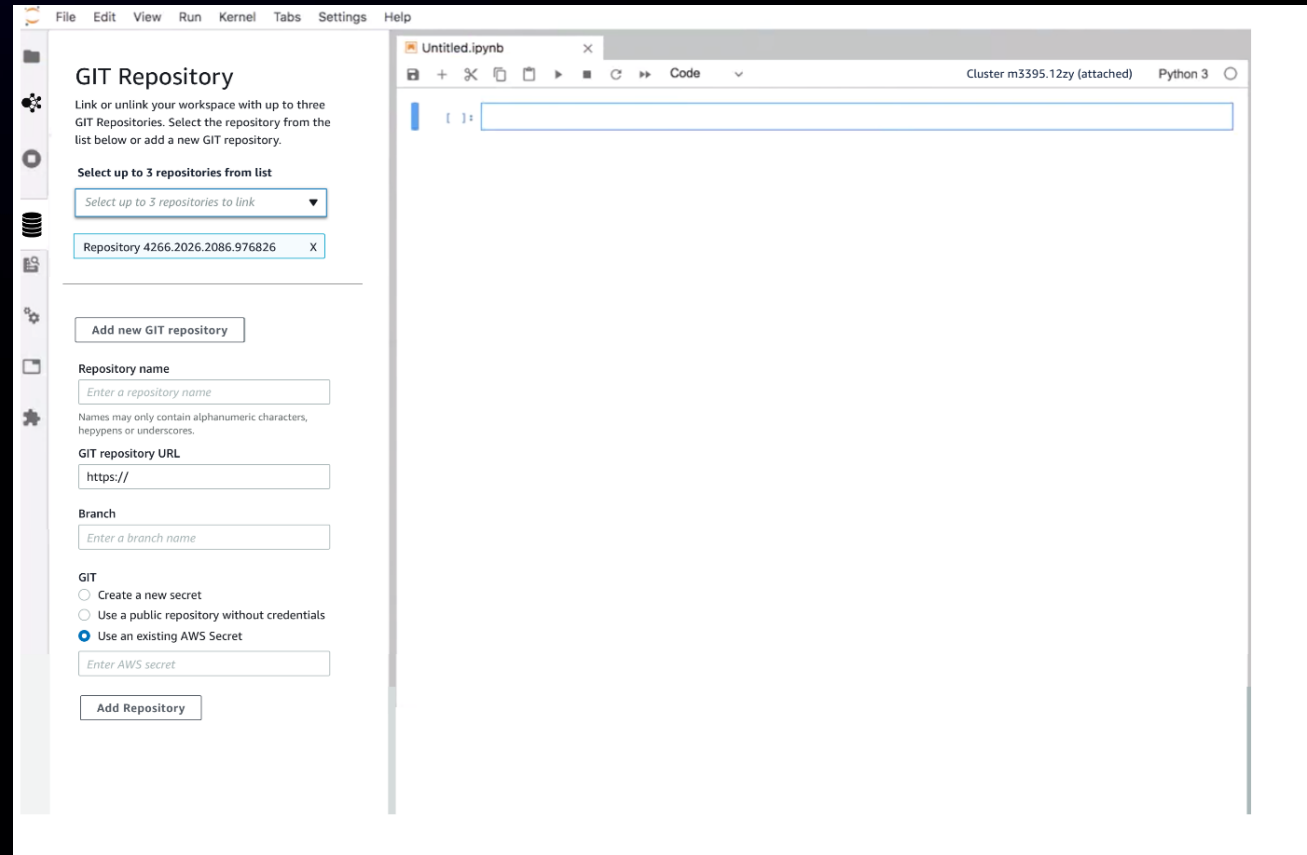 File Edit View Run Kernel Tabs Settings Help
GIT Repository
Link or unlink your workspace with up to three
GIT Repositories. Select the repository from the
list below or add a new GIT repository.
Select up to 3 repositories from list
Select up to 3 repositories to link
Repository 4266.2026.2086.976826 X
Add new GIT repository
Repository name
Enter a repository name
Names may only contain alphanumeric characters,
hepypens or underscores.
GIT repository URL
https://
Branch
Enter a branch name
GIT
Create a new secret
Use a public repository without credentials
Use an existing AWS Secret
Enter AWS secret
Add Repository
Untitled.ipynb
Code
Cluster m3395.12zy (attached) Python 3
[ ]: